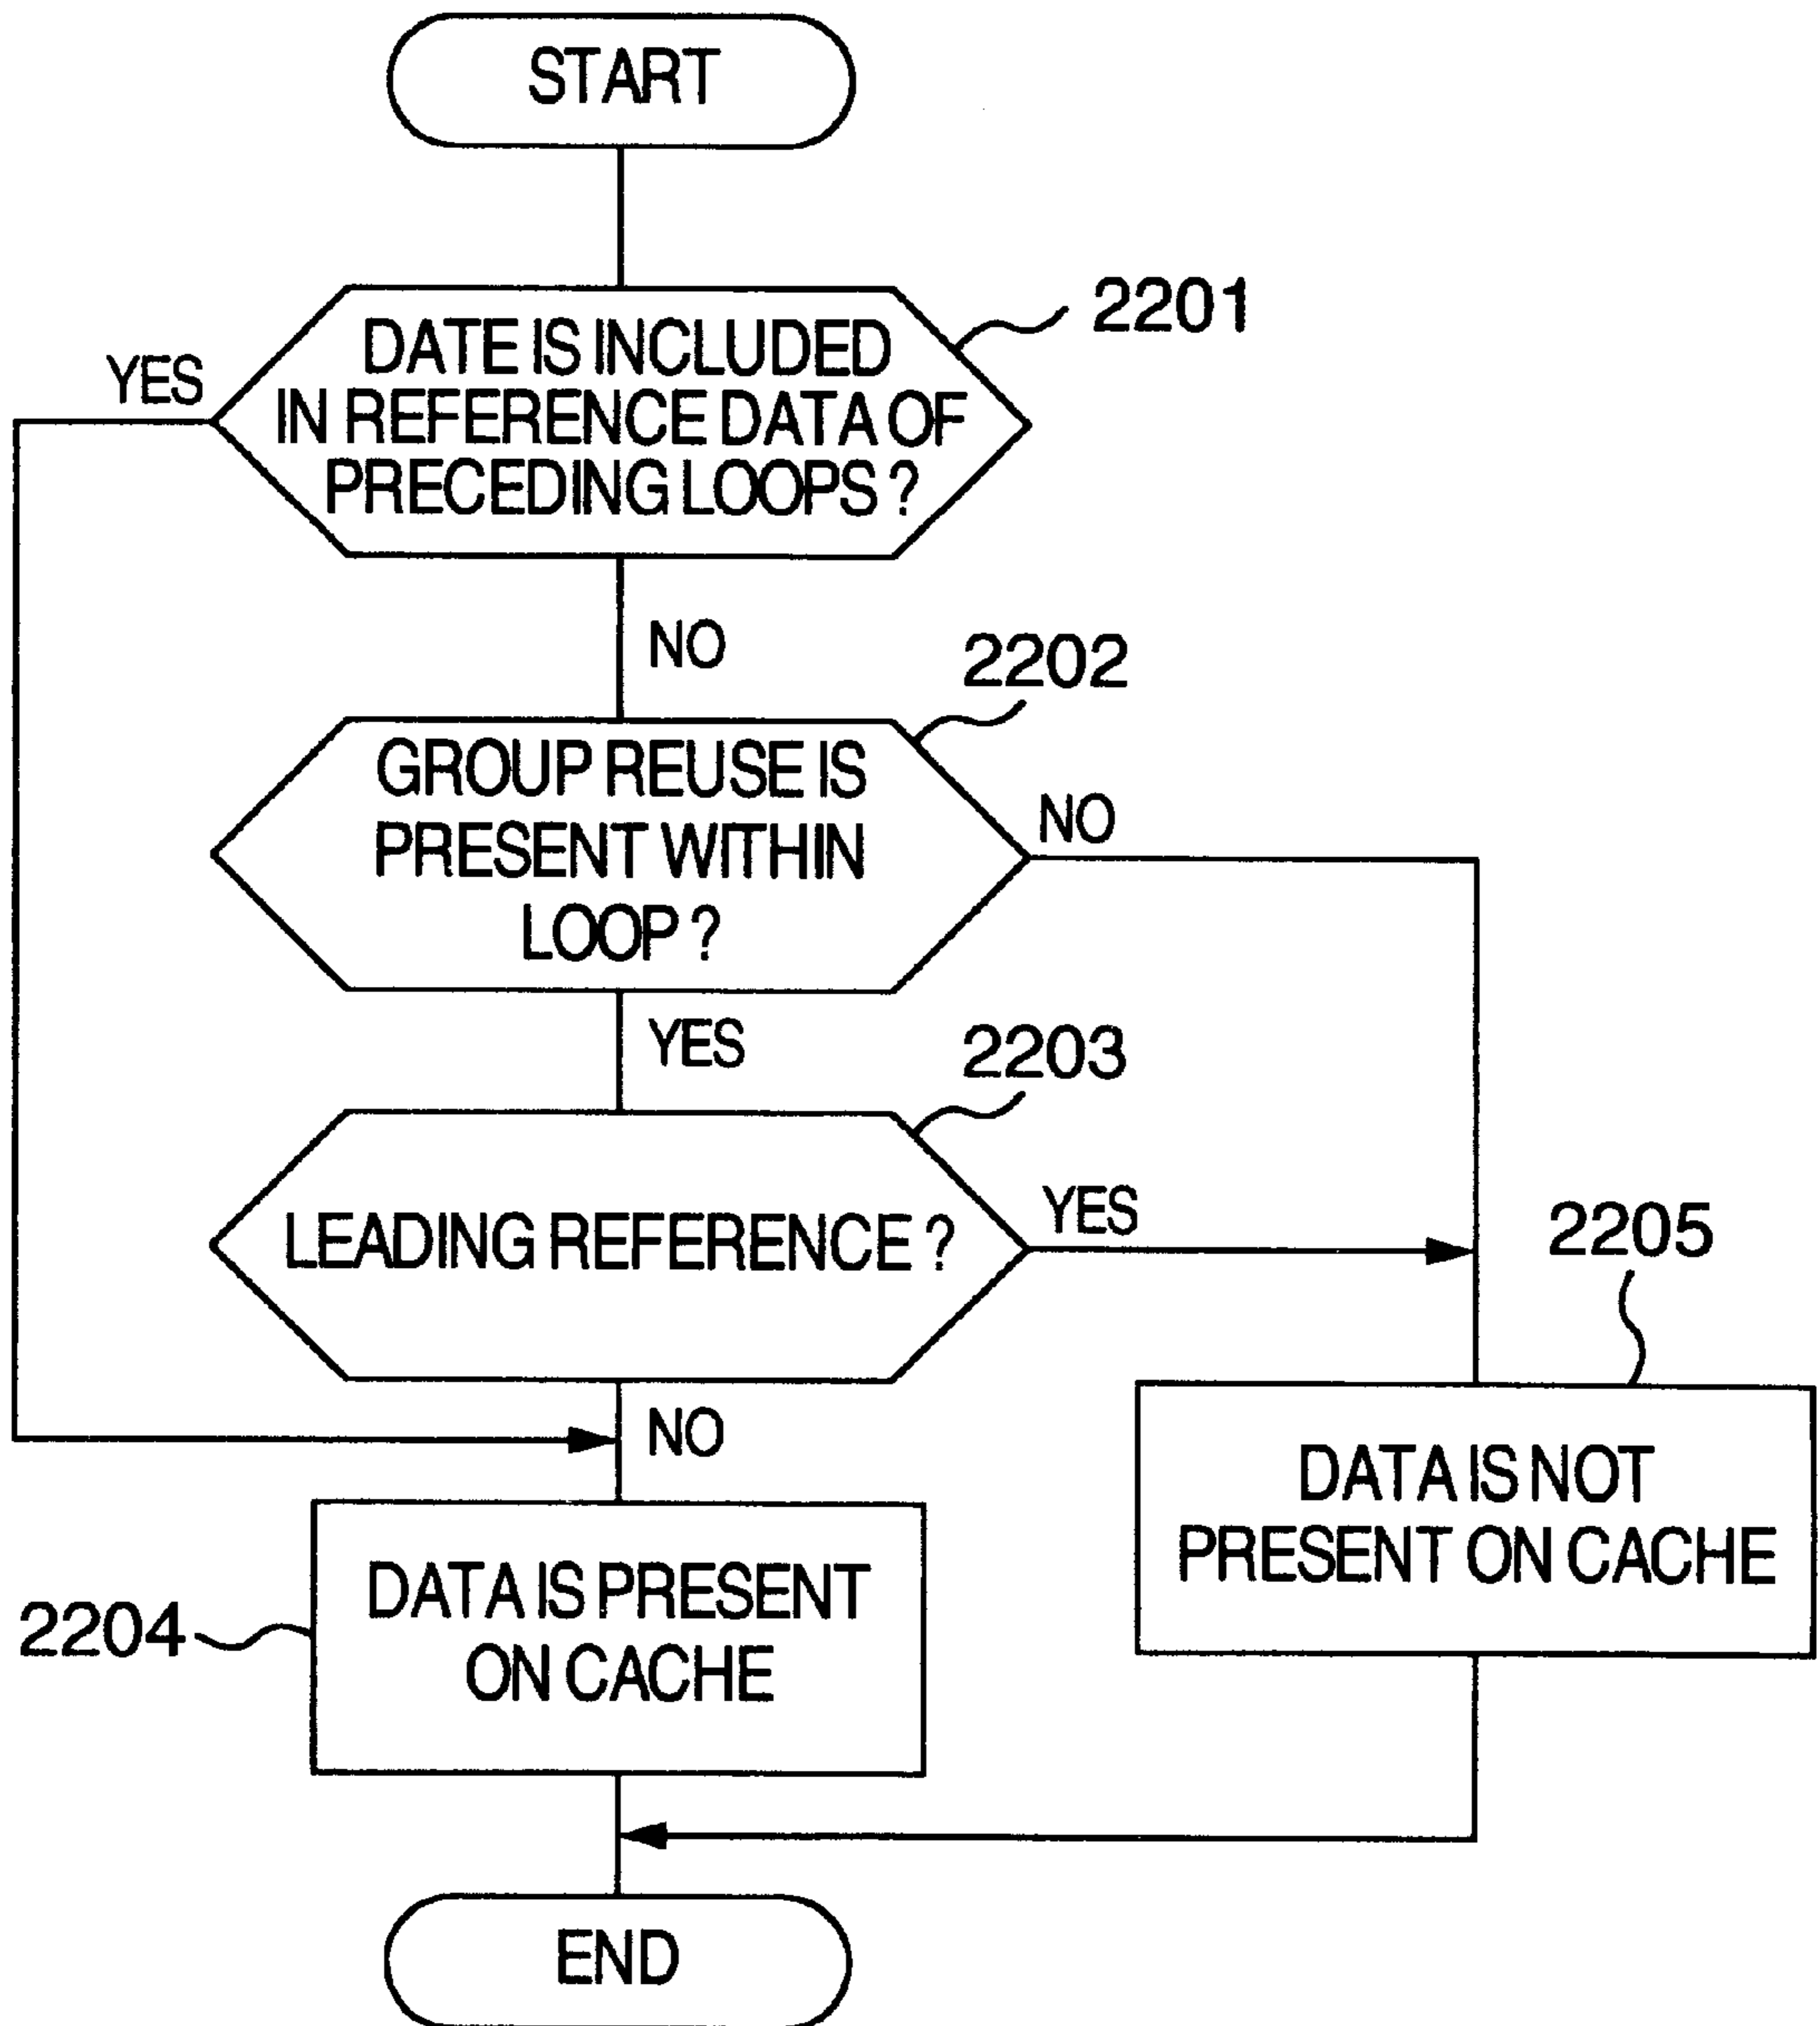 START
2201
DATE IS INCLUDED
IN REFERENCE DATA OF
PRECEDING LOOPS ?
YES
NO
2202
GROUP REUSE IS
PRESENT WITHIN
LOOP ?
NO
YES
2203
LEADING REFERENCE ?
YES
2205
NO
DATA IS NOT
PRESENT ON CACHE
DATA IS PRESENT
ON CACHE
2204
END